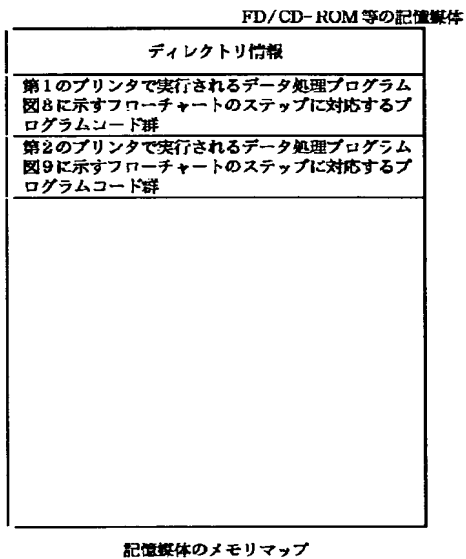 FD/CD-ROM 等の記憶媒体
ディレクトリ情報
第1のプリンタで実行されるデータ処理プログラム
図8に示すフローチャートのステップに対応するプ
ログラムコード群
第2のプリンタで実行されるデータ処理プログラム
図9に示すフローチャートのステップに対応するプ
ログラムコード群
記憶媒体のメモリマップ